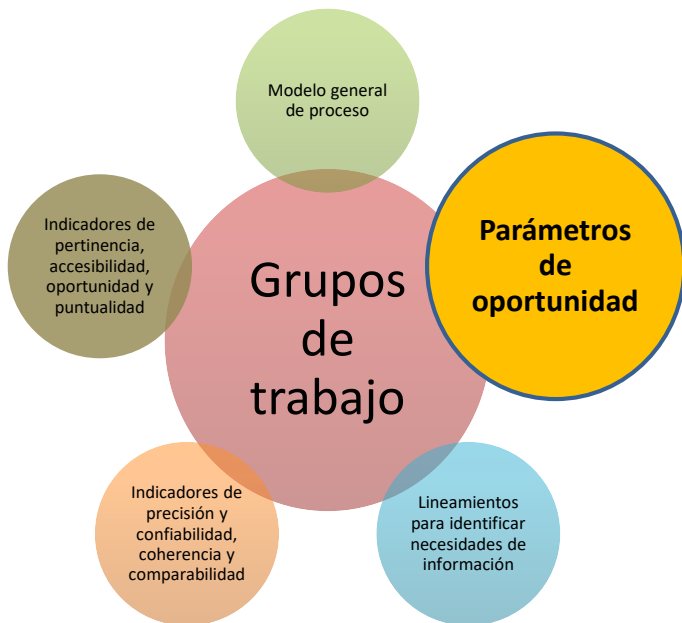 Modelo general
de proceso
Parámetros
de
oportunidad
Indicadores de
pertinencia,
accesibilidad,
oportunidad y
puntualidad
Grupos
de
trabajo
Indicadores de
precisión y
confiabilidad,
coherencia y
comparabilidad
Lineamientos
para identificar
necesidades de
información